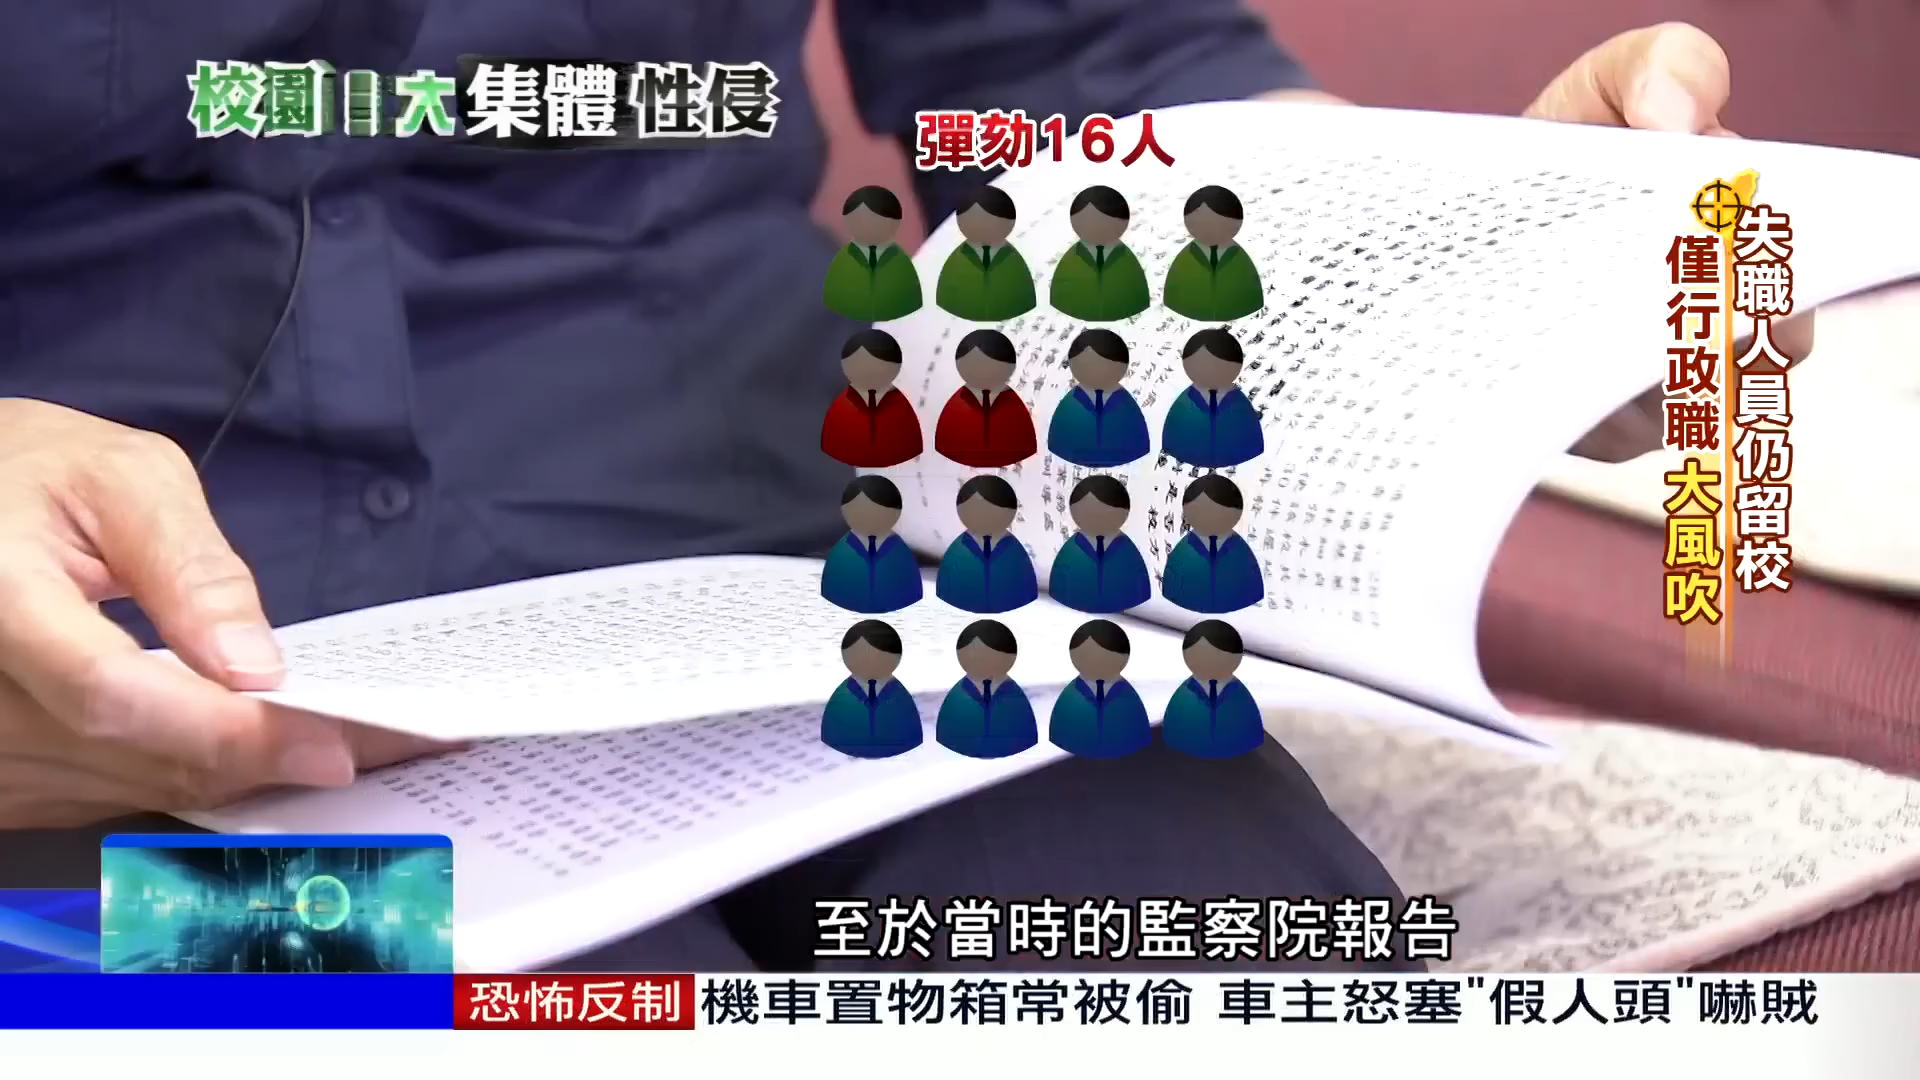 校園 大集體 性侵
彈劾16人
失職人員仍留校
僅行政職 大風吹
至於當時的監察院報告
恐怖反制 機車置物箱常被偷 車主怒塞"假人頭"嚇賊